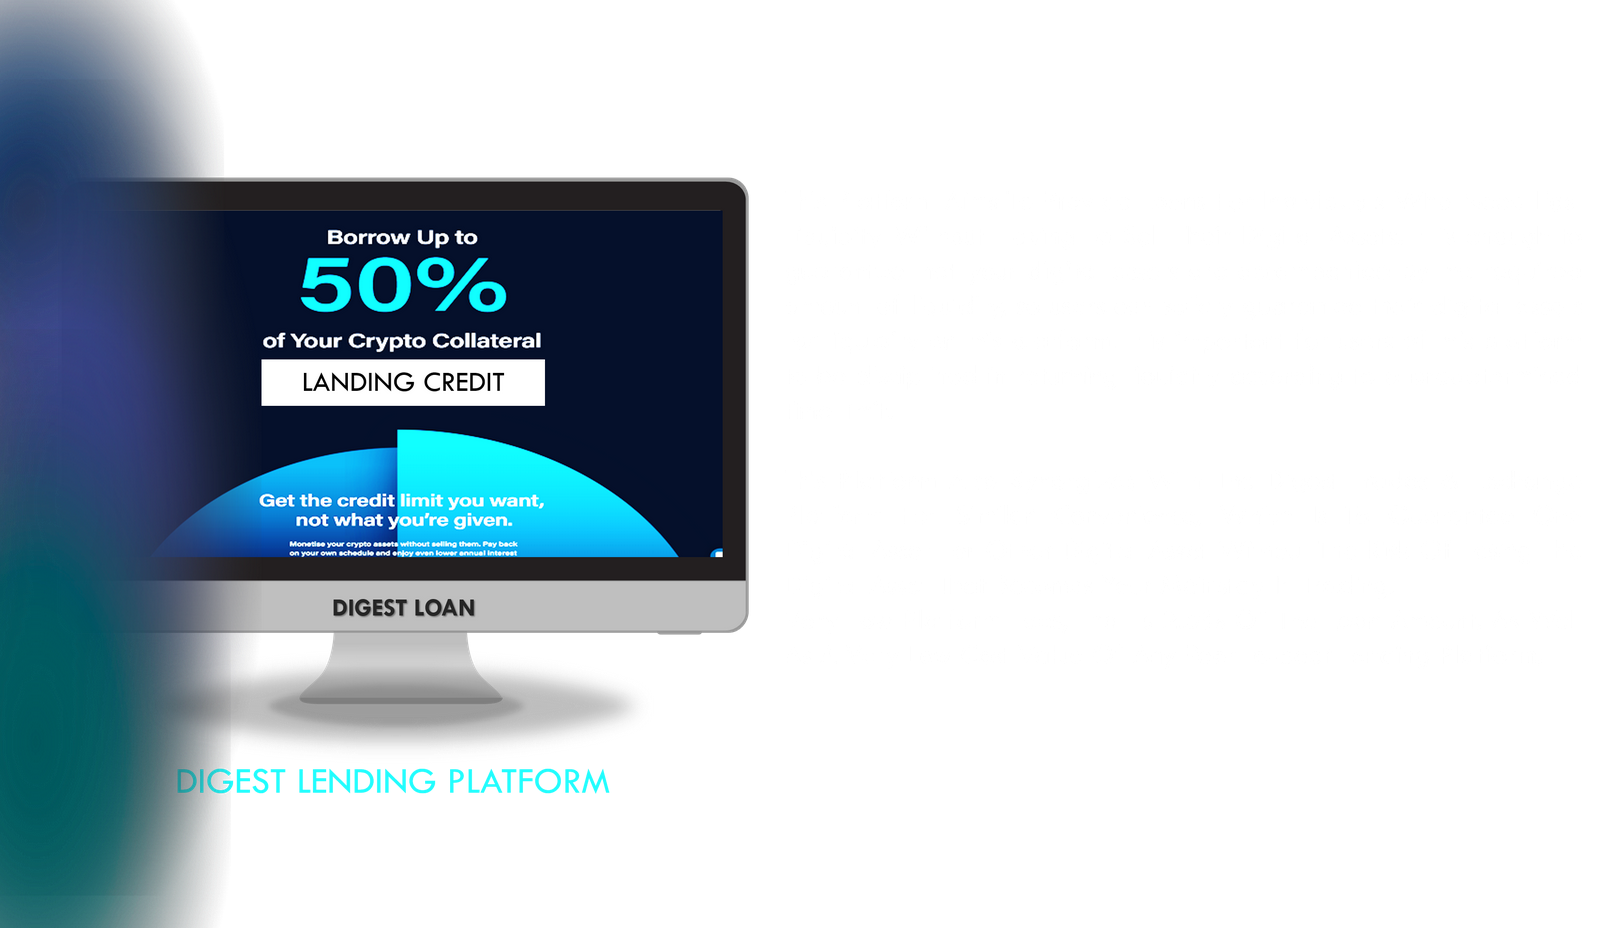 Borrow Up to
50%
of Your Crypto Collateral
LANDING CREDIT
Get the credit limit you want,
not what you're given.
Monetise your crypto assets without selling them. Pay back
on your own schedule and enjoy even lower annual interest
DIGEST LOAN
DIGEST LENDING PLATFORM